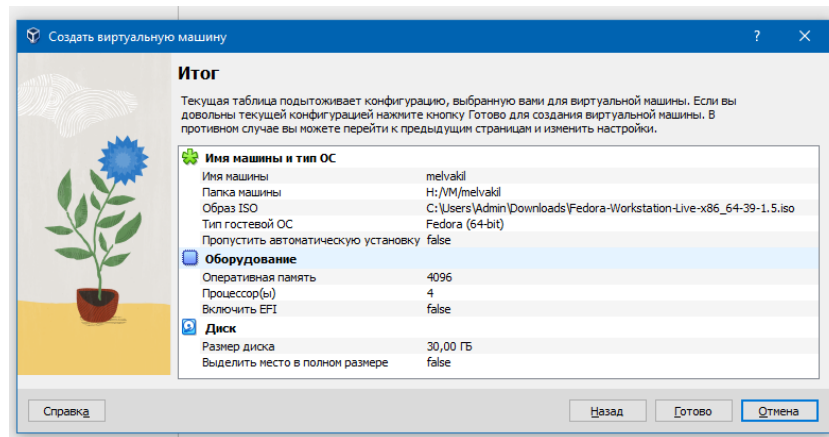 Создать виртуальную машину
?
Итог
Текущая таблица подытоживает конфигурацию, выбранную вами для виртуальной машины. Если вы
довольны текущей конфигурацией нажмите кнопку Готово для создания виртуальной машины. В
противном случае вы можете перейти к предыдущим страницам и изменить настройки.
Имя машины и тип ОС
Имя машины melvakil
Папка машины H:/VM/melvakil
Образ ISO C:\Users\Admin\Downloads\Fedora-Workstation-Live-x86_64-39-1.5.iso
Тип гостевой ОС Fedora (64-bit)
Пропустить автоматическую установку false
Оборудование
Оперативная память 4096
Процессор(ы) 4
Включить EFI false
Диск
Размер диска 30,00 ГБ
Выделить место в полном размере false
Справка Назад Готово Отмена